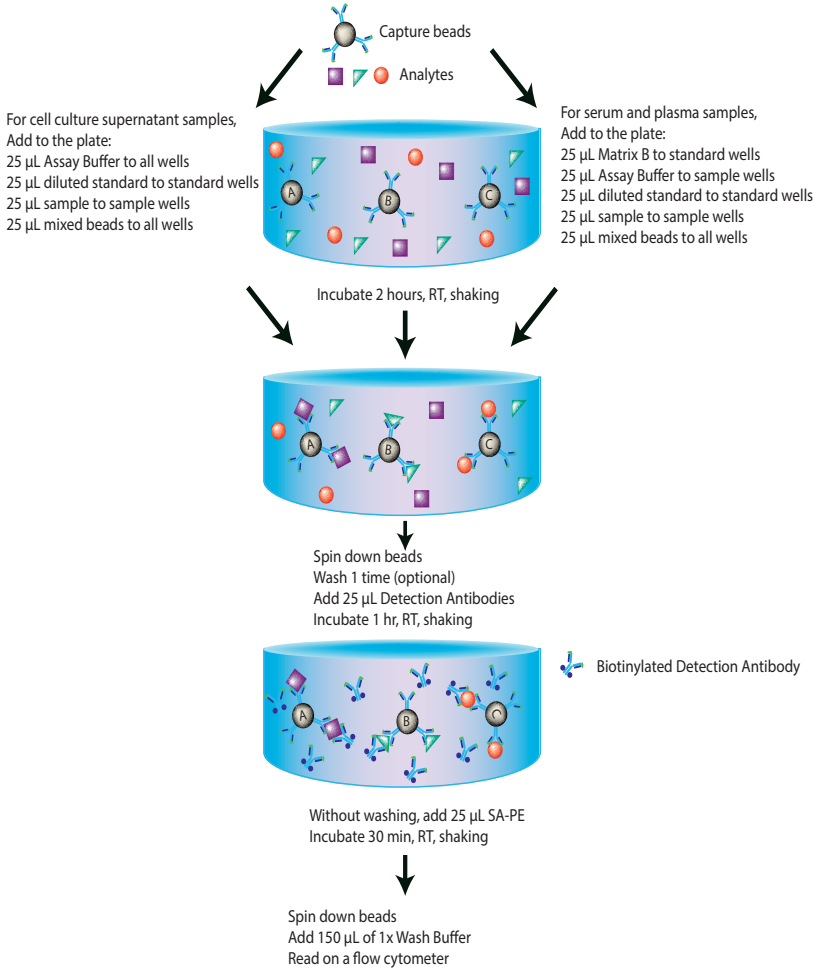 Capture beads
Analytes
For cell culture supernatant samples,
Add to the plate:
25 µL Assay Buffer to all wells
25 µL diluted standard to standard wells
25 µL sample to sample wells
25 µL mixed beads to all wells
For serum and plasma samples,
Add to the plate:
25 µL Matrix B to standard wells
25 µL Assay Buffer to sample wells
25 µL diluted standard to standard wells
25 µL sample to sample wells
25 µL mixed beads to all wells
A
B
C
Incubate 2 hours, RT, shaking
A
B
C
Spin down beads
Wash 1 time (optional)
Add 25 µL Detection Antibodies
Incubate 1 hr, RT, shaking
A
B
C
Biotinylated Detection Antibody
Without washing, add 25 µL SA-PE
Incubate 30 min, RT, shaking
Spin down beads
Add 150 µL of 1x Wash Buffer
Read on a flow cytometer